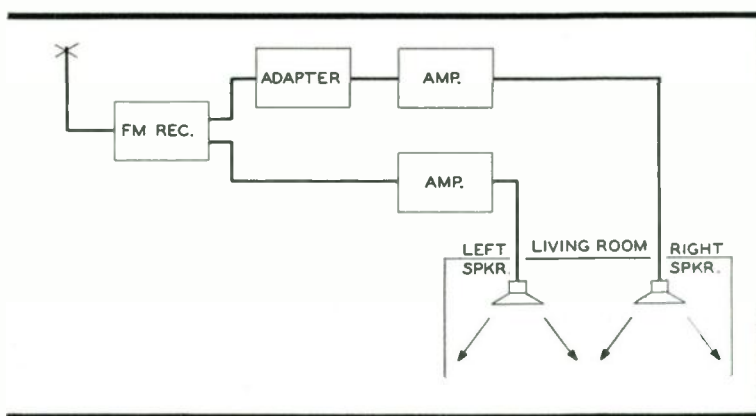 ADAPTER
AMP.
FM REC.
AMP.
LEFT
SPKR.
LIVING ROOM
RIGHT
SPKR.